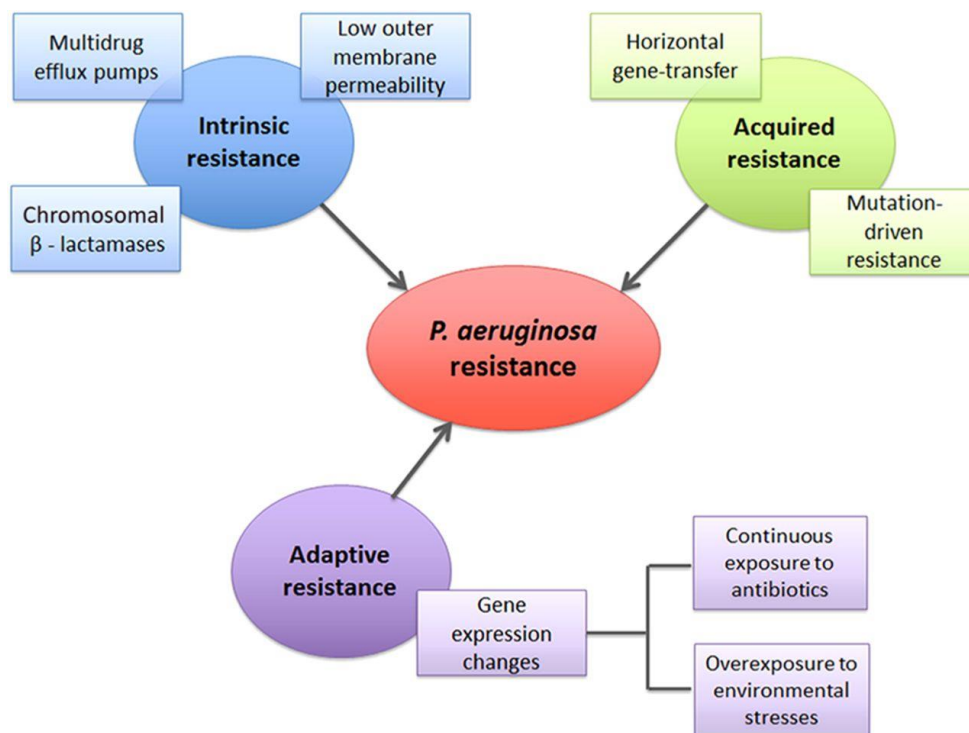 Multidrug
efflux pumps
Low outer
membrane
permeability
Intrinsic
resistance
Chromosomal
β - lactamases
Horizontal
gene-transfer
Acquired
resistance
Mutation-
driven
resistance
P. aeruginosa
resistance
Adaptive
resistance
Gene
expression
changes
Continuous
exposure to
antibiotics
Overexposure to
environmental
stresses